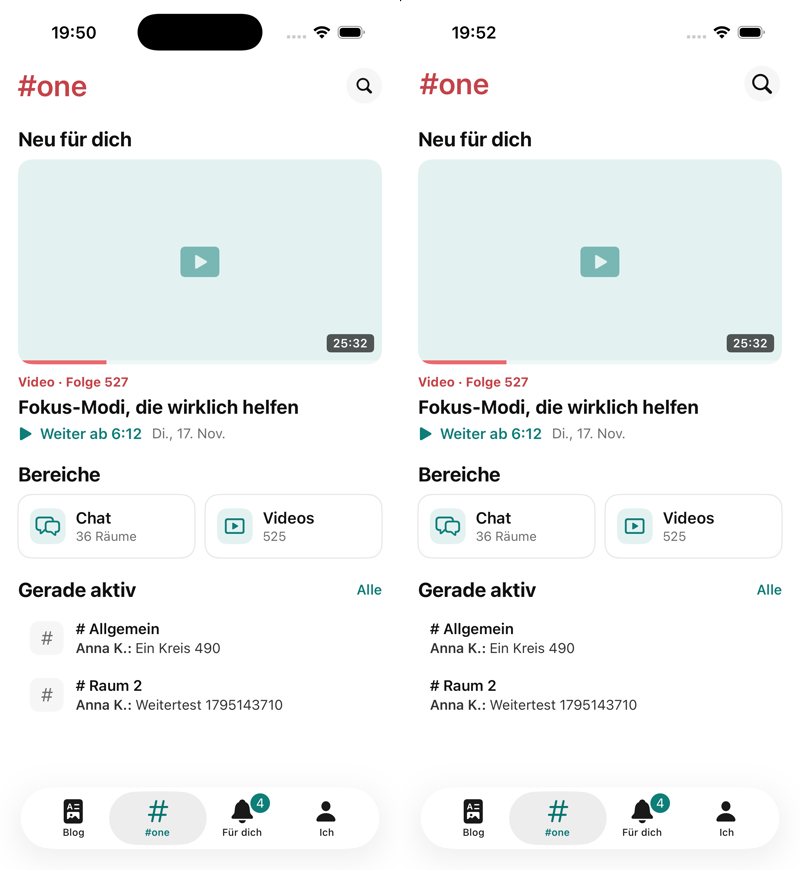 19:50
#one
Neu für dich
25:32
Video · Folge 527
Fokus-Modi, die wirklich helfen
Weiter ab 6:12 Di., 17. Nov.
Bereiche
Chat
36 Räume
Videos
525
Gerade aktiv Alle
# # Allgemein
Anna K.: Ein Kreis 490
# # Raum 2
Anna K.: Weitertest 1795143710
4
Blog
#
#one
Für dich
Ich
19:52
#one
Neu für dich
25:32
Video · Folge 527
Fokus-Modi, die wirklich helfen
Weiter ab 6:12 Di., 17. Nov.
Bereiche
Chat
36 Räume
Videos
525
Gerade aktiv Alle
# Allgemein
Anna K.: Ein Kreis 490
# Raum 2
Anna K.: Weitertest 1795143710
4
Blog
#
#one
Für dich
Ich